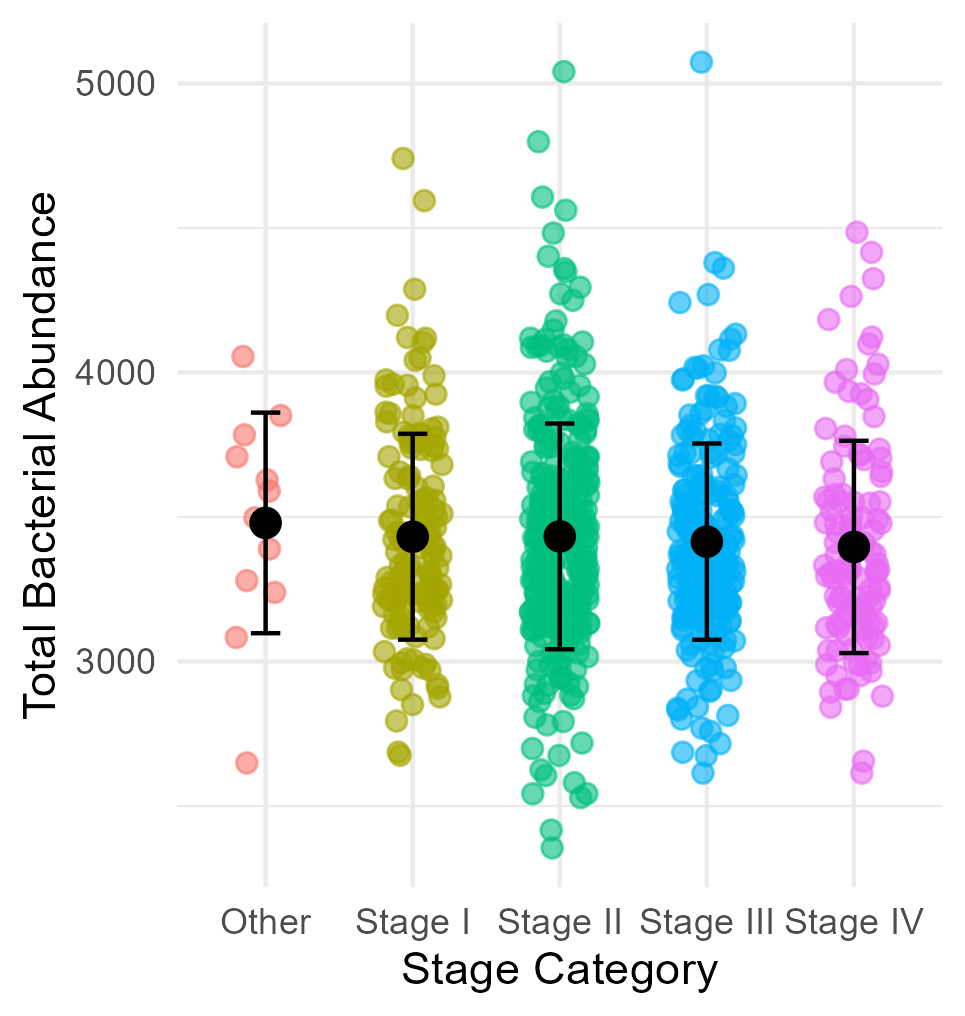 Total Bacterial Abundance
5000
4000
3000
Other Stage I Stage II Stage III Stage IV
Stage Category